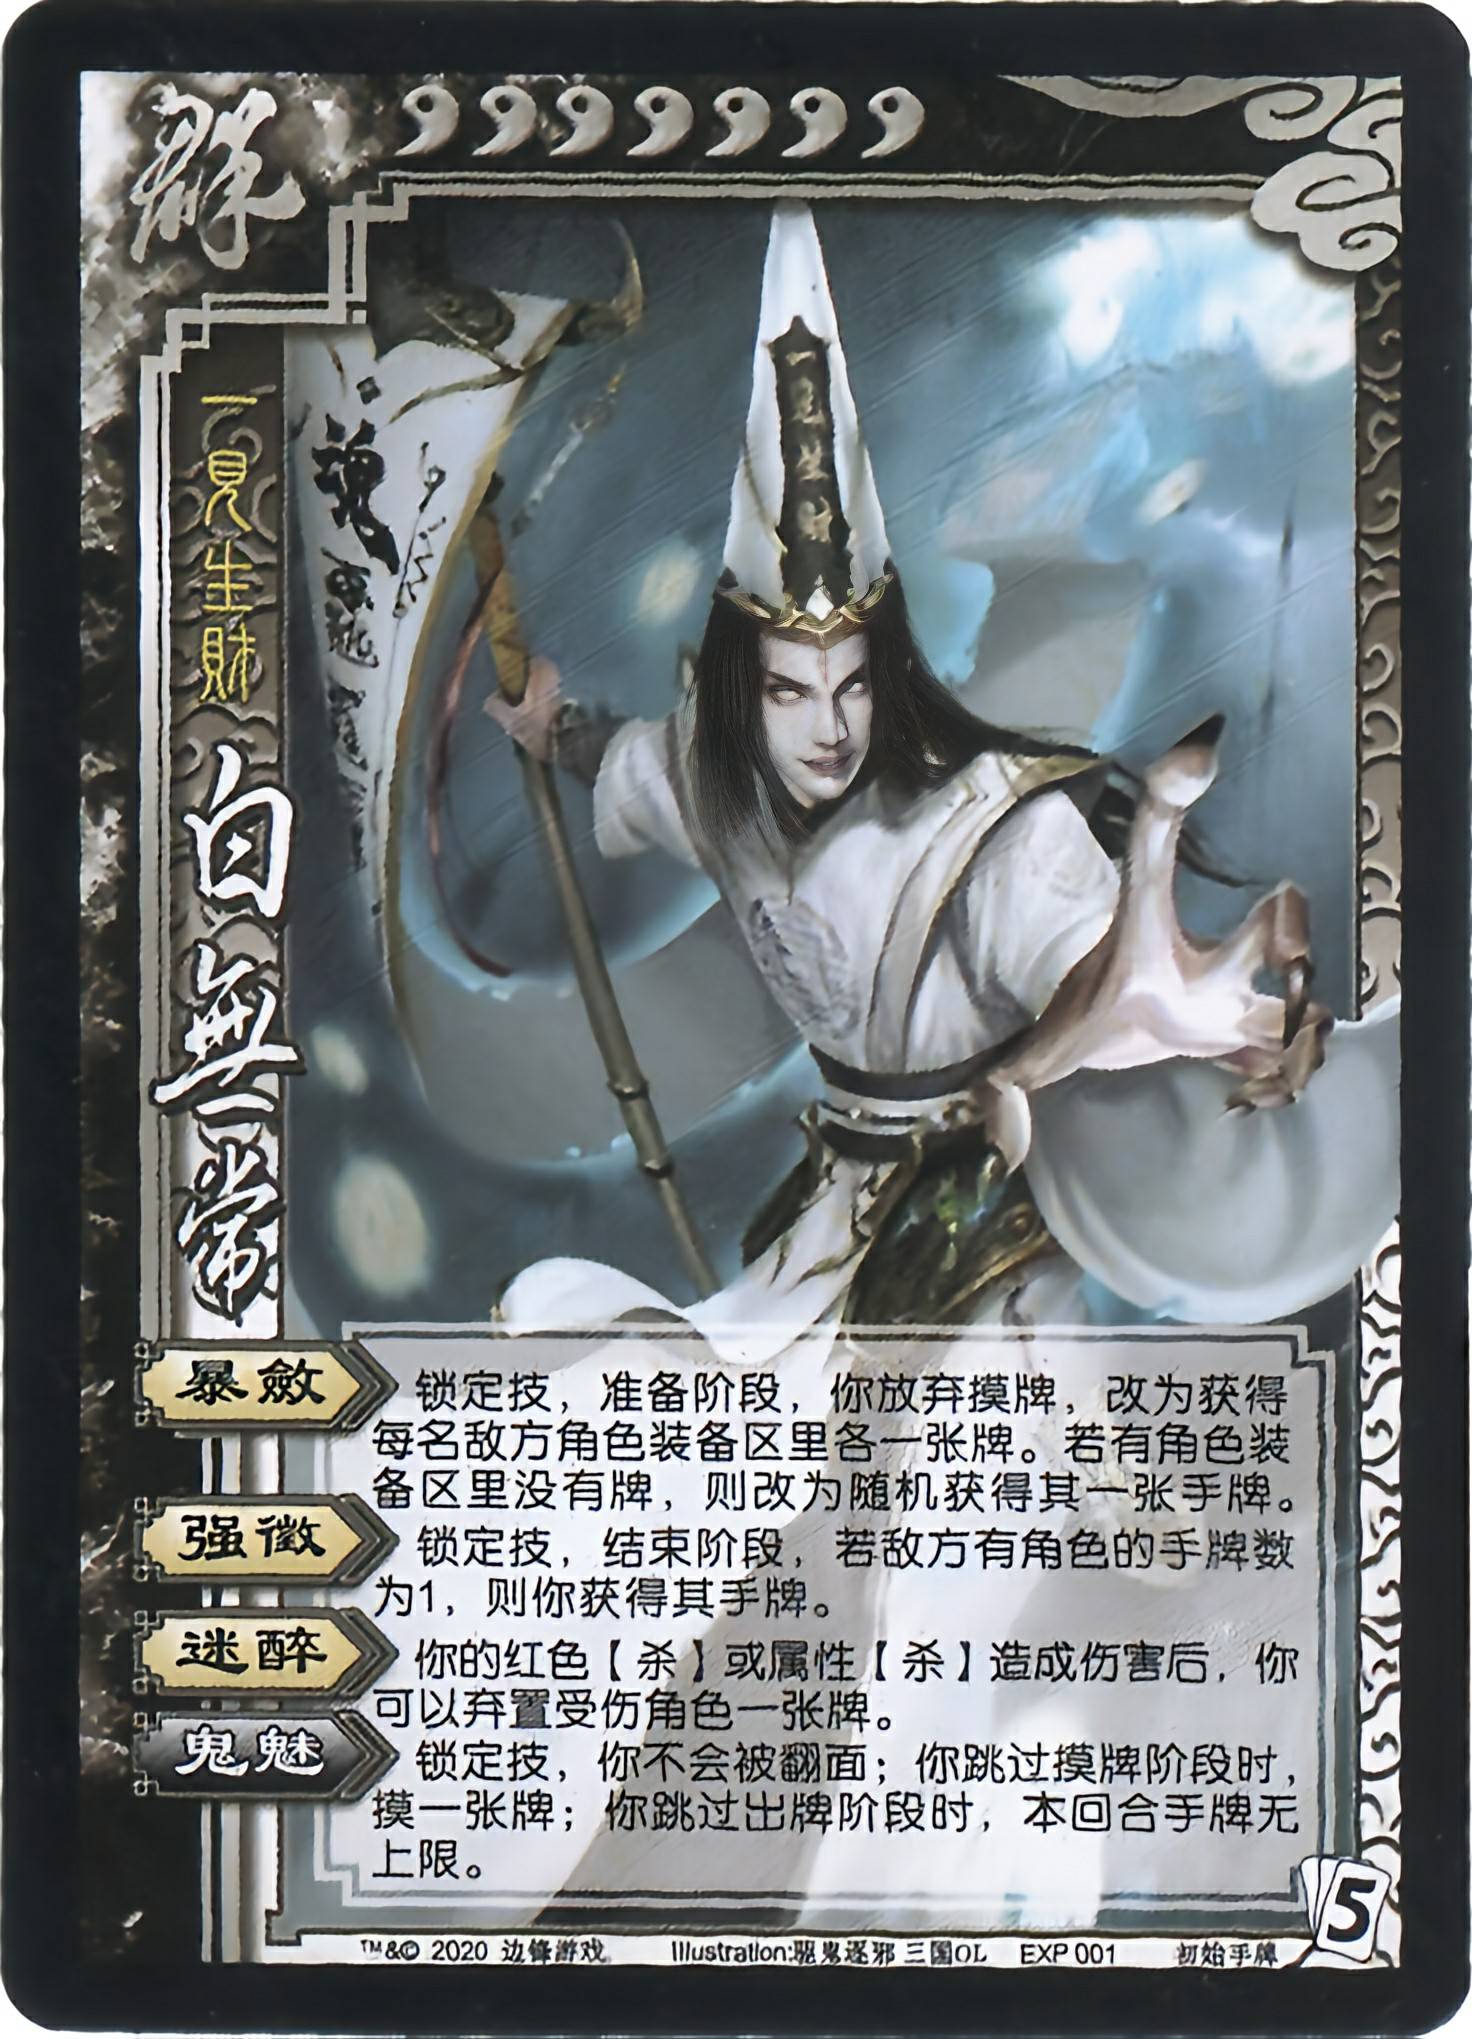 群
一見生財
白無常
一見生財
魂
暴斂
锁定技，准备阶段，你放弃摸牌，改为获得
每名敌方角色装备区里各一张牌。若有角色装
备区里没有牌，则改为随机获得其一张手牌。
强徵
锁定技，结束阶段，若敌方有角色的手牌数
为1，则你获得其手牌。
迷醉
你的红色【杀】或属性【杀】造成伤害后，你
可以弃置受伤角色一张牌。
鬼魅
锁定技，你不会被翻面；你跳过摸牌阶段时，
摸一张牌；你跳过出牌阶段时，本回合手牌无
上限。
5
™&© 2020 边锋游戏 Illustration:驱鬼逐邪 三国OL EXP 001 初始手牌